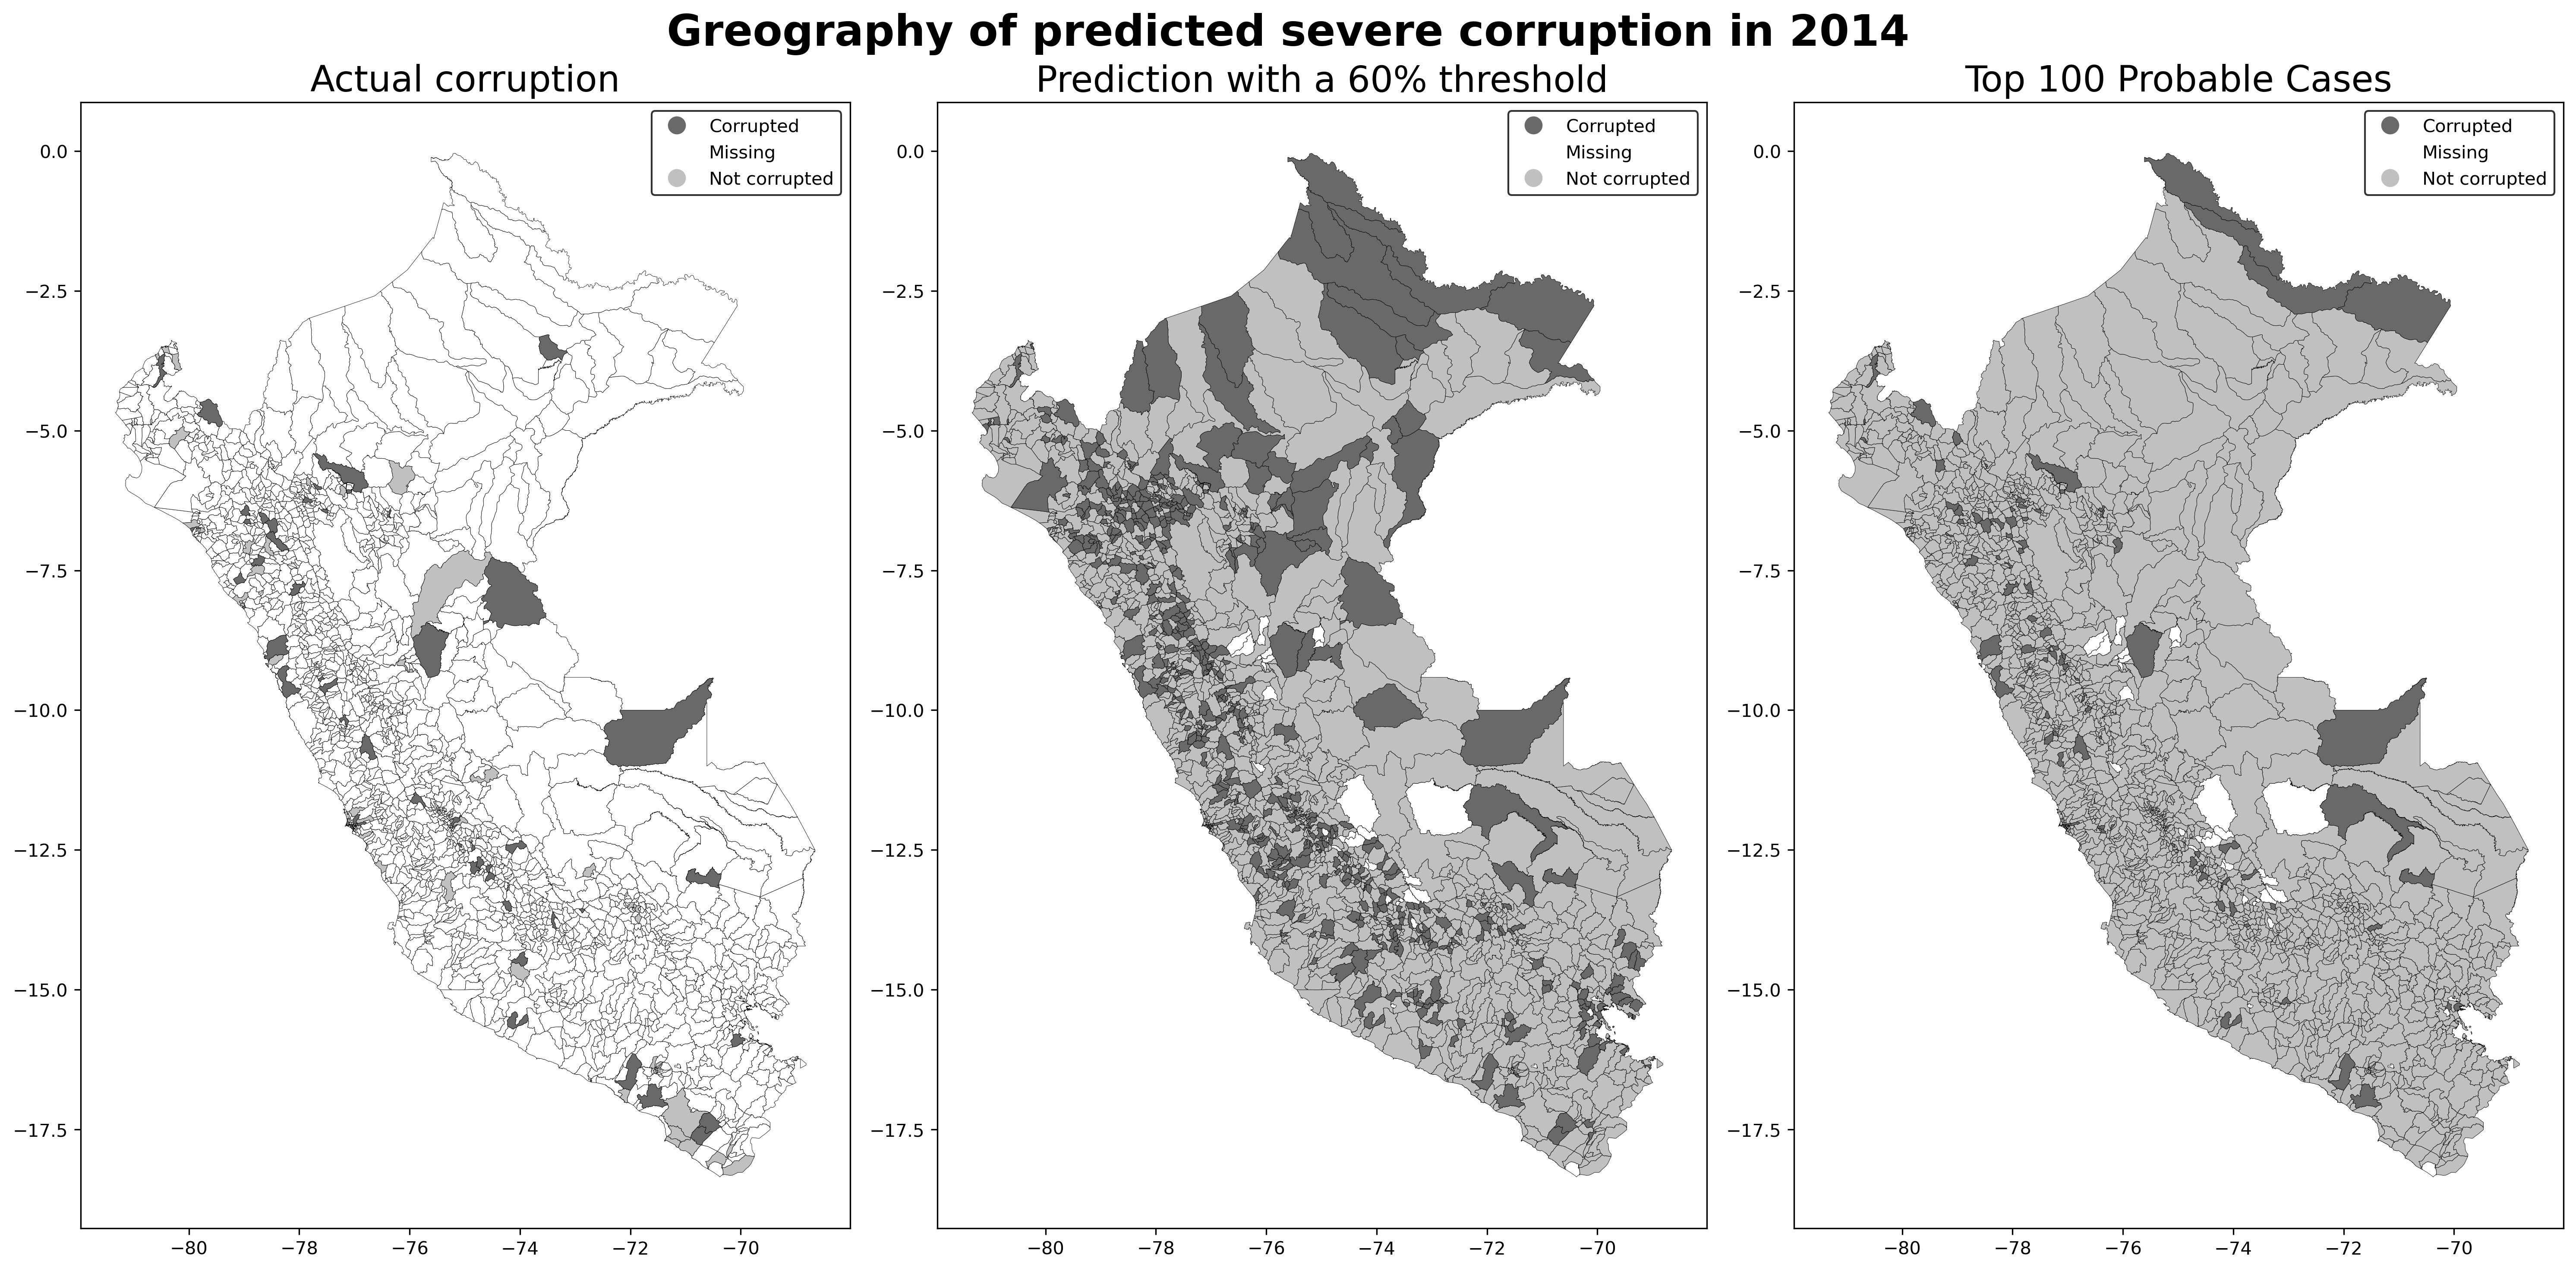 Greography of predicted severe corruption in 2014
Actual corruption
Corrupted
Missing
Not corrupted
0.0
−2.5
−5.0
−7.5
−10.0
−12.5
−15.0
−17.5
−80 −78 −76 −74 −72 −70
Prediction with a 60% threshold
Corrupted
Missing
Not corrupted
0.0
−2.5
−5.0
−7.5
−10.0
−12.5
−15.0
−17.5
−80 −78 −76 −74 −72 −70
Top 100 Probable Cases
Corrupted
Missing
Not corrupted
0.0
−2.5
−5.0
−7.5
−10.0
−12.5
−15.0
−17.5
−80 −78 −76 −74 −72 −70